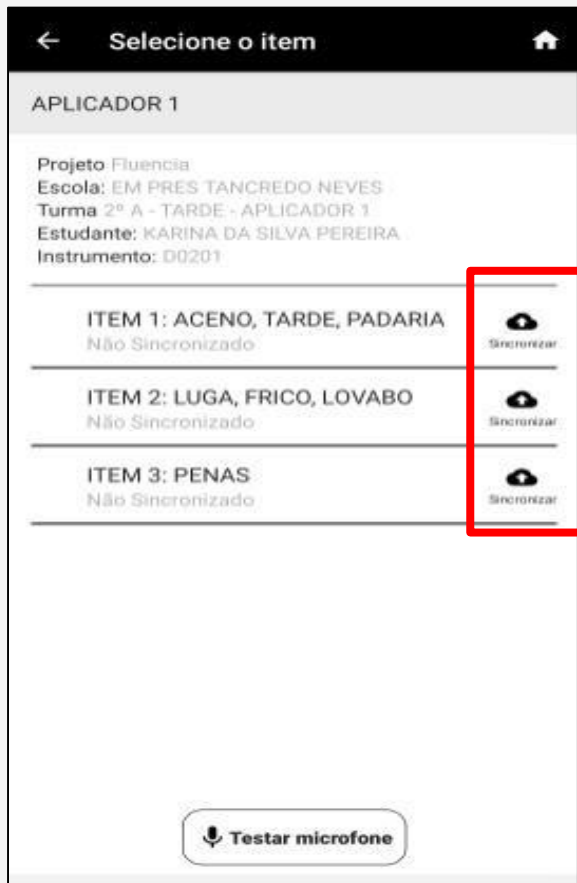 Selecione o item
APLICADOR 1
Projeto Fluencia
Escola: EM PRES TANCREDO NEVES
Turma 2º A - TARDE - APLICADOR 1
Estudante: KARINA DA SILVA PEREIRA
Instrumento: D0201
ITEM 1: ACENO, TARDE, PADARIA
Não Sincronizado
Sincronizar
ITEM 2: LUGA, FRICO, LOVABO
Não Sincronizado
Sincronizar
ITEM 3: PENAS
Não Sincronizado
Sincronizar
Testar microfone